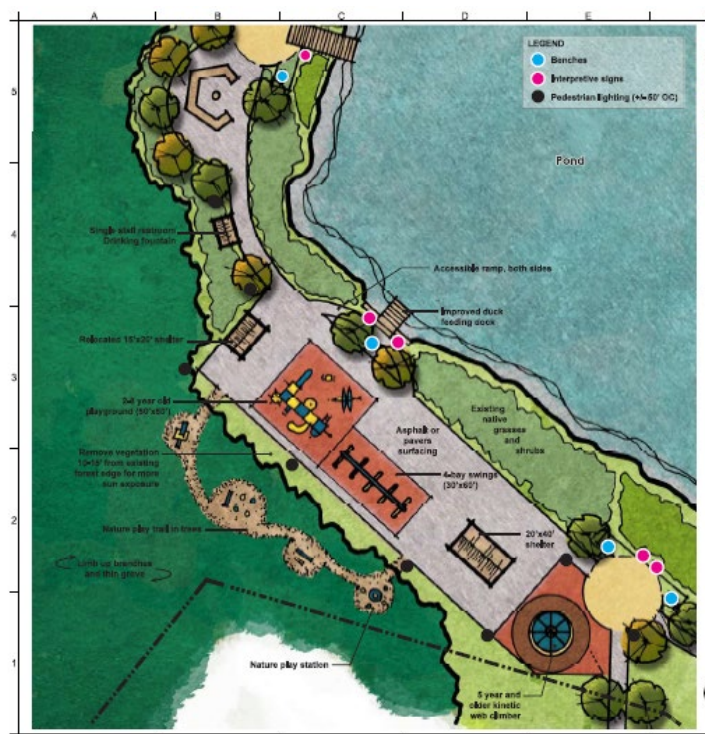 A B C D E
5
4
3
2
1
LEGEND
Benches
Interpretive signs
Pedestrian lighting (+/-50' OC)
Pond
Single stall restroom
Drinking fountain
Accessible ramp, both sides
Improved duck
feeding dock
Relocated 15'x20' shelter
2-5 year old
playground (50'x50')
Asphalt or
pavers
surfacing
Existing
native
grasses
and
shrubs
Remove vegetation
10-15' from existing
forest edge for more
sun exposure
4-bay swings
(30'x60')
Nature play trail in trees
20'x40'
shelter
Limb up branches
and thin grove
Nature play station
5 year and
older kinetic
web climber